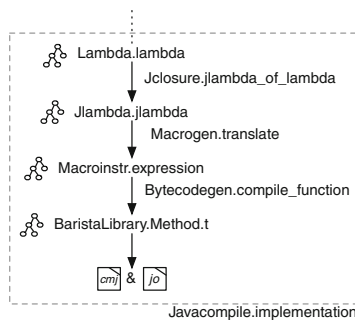 Lambda.lambda
Jclosure.jlambda_of_lambda
Jlambda.jlambda
Macrogen.translate
Macroinstr.expression
Bytecodegen.compile_function
BaristaLibrary.Method.t
cmj & jo
Javacompile.implementation